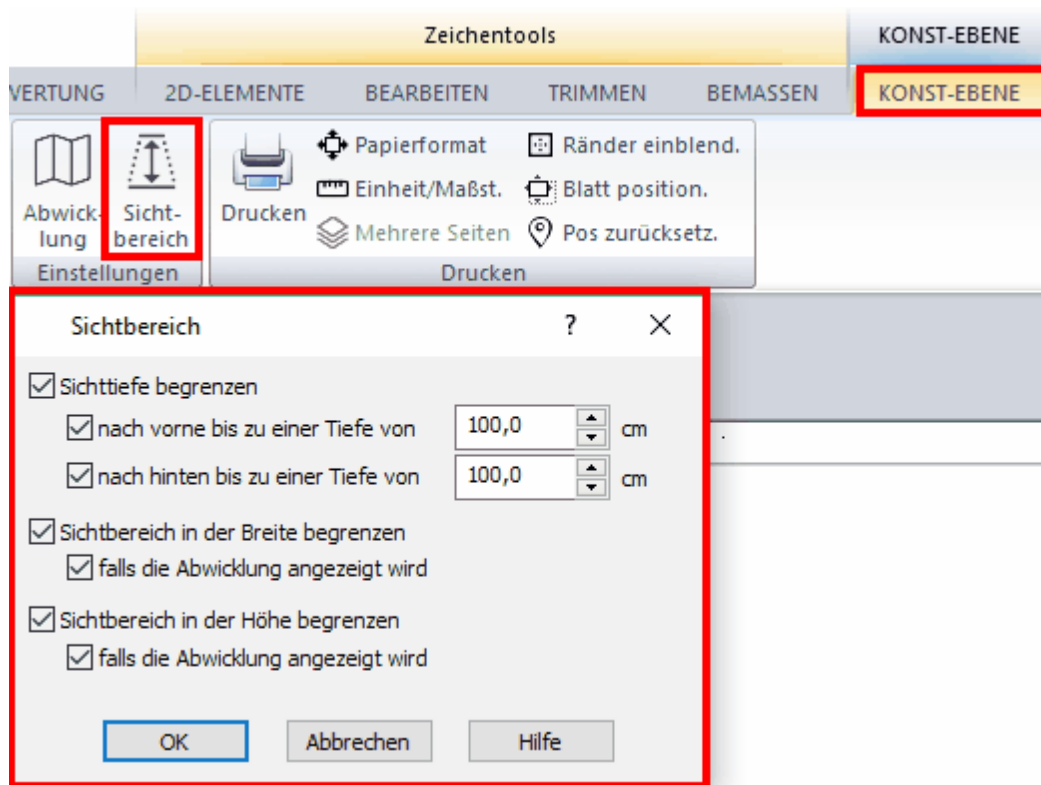 Zeichentools KONST-EBENE
VERTUNG 2D-ELEMENTE BEARBEITEN TRIMMEN BEMASSEN KONST-EBENE
Abwick-
lung
Sicht-
bereich
Einstellungen
Drucken
Papierformat
Einheit/Maßst.
Mehrere Seiten
Ränder einblend.
Blatt position.
Pos zurücksetz.
Drucken
Sichtbereich ?
Sichttiefe begrenzen
nach vorne bis zu einer Tiefe von 100,0 cm
nach hinten bis zu einer Tiefe von 100,0 cm
Sichtbereich in der Breite begrenzen
falls die Abwicklung angezeigt wird
Sichtbereich in der Höhe begrenzen
falls die Abwicklung angezeigt wird
OK Abbrechen Hilfe